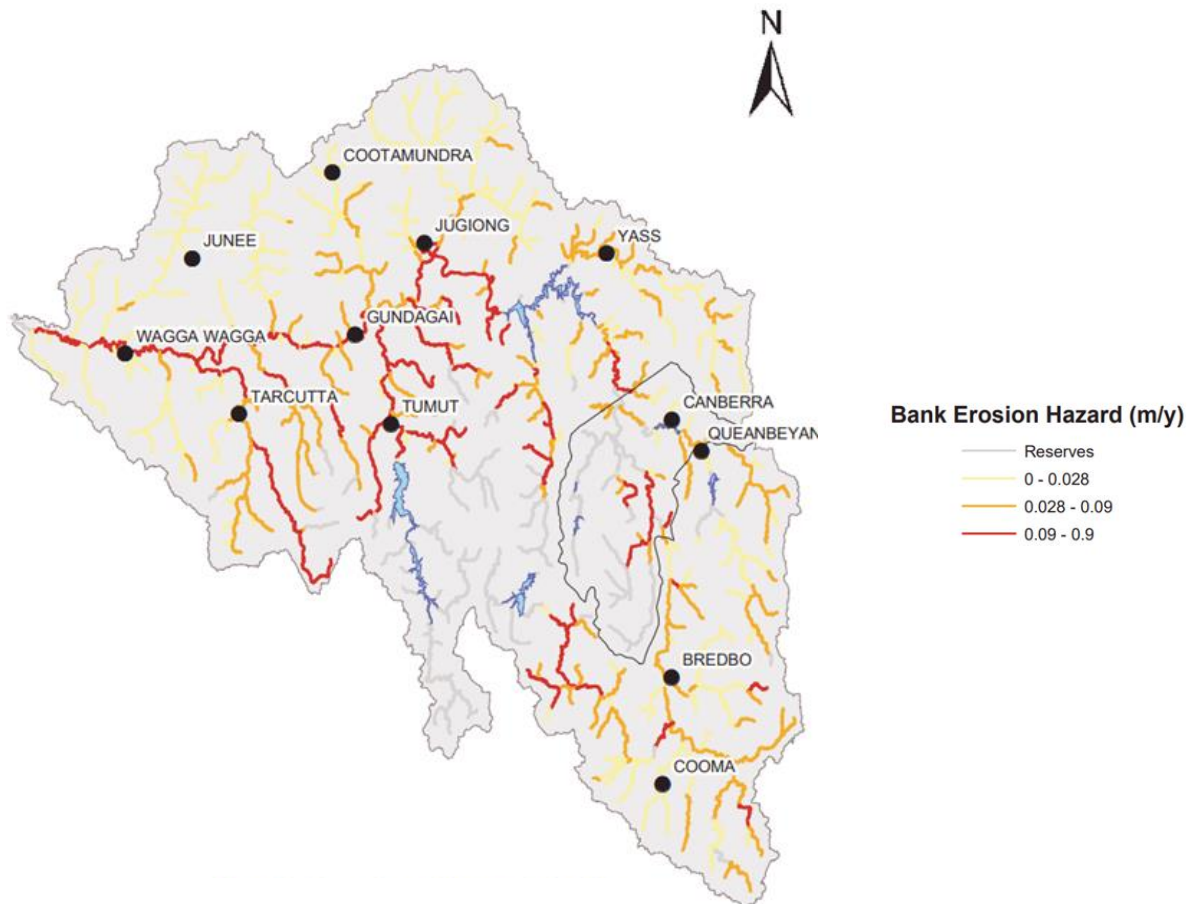 N
COOTAMUNDRA
JUGIONG
JUNEE
YASS
GUNDAGAI
WAGGA WAGGA
TARCUTTA
TUMUT
CANBERRA
QUEANBEYAN
Bank Erosion Hazard (m/y)
Reserves
0 - 0.028
0.028 - 0.09
0.09 - 0.9
BREDBO
COOMA